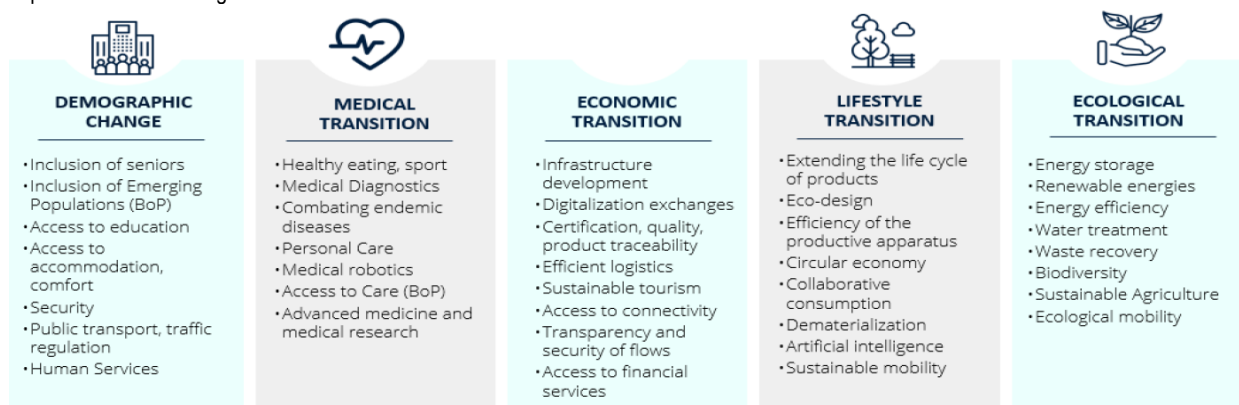 DEMOGRAPHIC
CHANGE
•Inclusion of seniors
•Inclusion of Emerging
Populations (BoP)
•Access to education
•Access to
accommodation,
comfort
•Security
•Public transport, traffic
regulation
•Human Services
MEDICAL
TRANSITION
•Healthy eating, sport
•Medical Diagnostics
•Combating endemic
diseases
•Personal Care
•Medical robotics
•Access to Care (BoP)
•Advanced medicine and
medical research
ECONOMIC
TRANSITION
•Infrastructure
development
•Digitalization exchanges
•Certification, quality,
product traceability
•Efficient logistics
•Sustainable tourism
•Access to connectivity
•Transparency and
security of flows
•Access to financial
services
LIFESTYLE
TRANSITION
•Extending the life cycle
of products
•Eco-design
•Efficiency of the
productive apparatus
•Circular economy
•Collaborative
consumption
•Dematerialization
•Artificial intelligence
•Sustainable mobility
ECOLOGICAL
TRANSITION
•Energy storage
•Renewable energies
•Energy efficiency
•Water treatment
•Waste recovery
•Biodiversity
•Sustainable Agriculture
•Ecological mobility